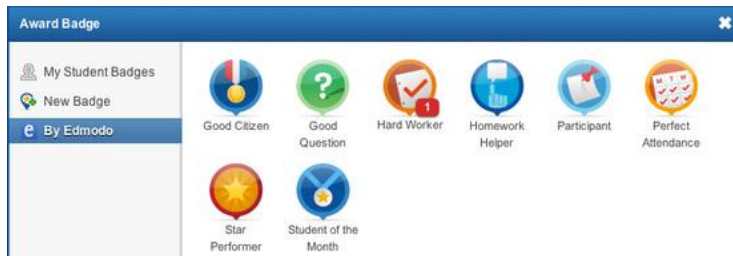 Award Badge
My Student Badges
New Badge
e By Edmodo
Good Citizen
Good
Question
1
Hard Worker
Homework
Helper
Participant
M T W
Perfect
Attendance
Star
Performer
Student of the
Month